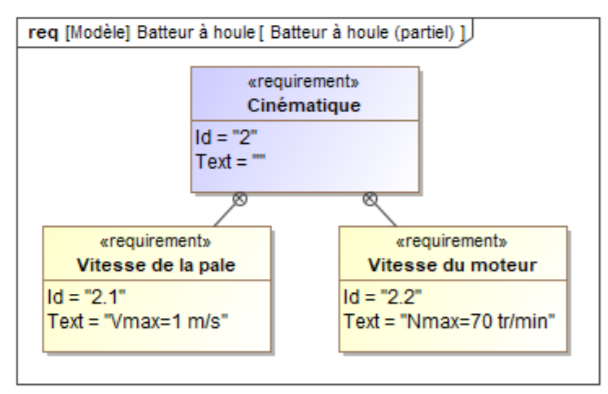 req [Modèle] Batteur à houle [ Batteur à houle (partiel) ]
«requirement»
Cinématique
Id = "2"
Text = ""
«requirement»
Vitesse de la pale
Id = "2.1"
Text = "Vmax=1 m/s"
«requirement»
Vitesse du moteur
Id = "2.2"
Text = "Nmax=70 tr/min"